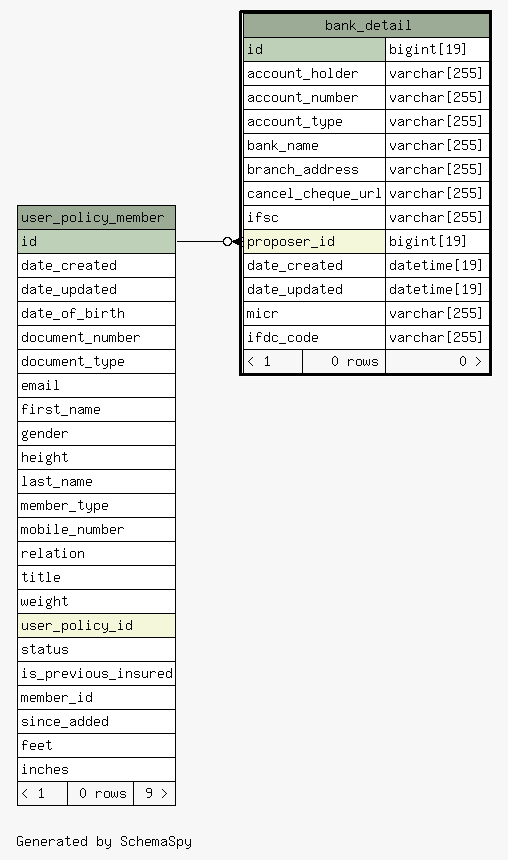 bank_detail
id bigint[19]
account_holder varchar[255]
account_number varchar[255]
account_type varchar[255]
bank_name varchar[255]
branch_address varchar[255]
cancel_cheque_url varchar[255]
ifsc varchar[255]
proposer_id bigint[19]
date_created datetime[19]
date_updated datetime[19]
micr varchar[255]
ifdc_code varchar[255]
< 1 0 rows 0 >
user_policy_member
id
date_created
date_updated
date_of_birth
document_number
document_type
email
first_name
gender
height
last_name
member_type
mobile_number
relation
title
weight
user_policy_id
status
is_previous_insured
member_id
since_added
feet
inches
< 1 0 rows 9 >
Generated by SchemaSpy